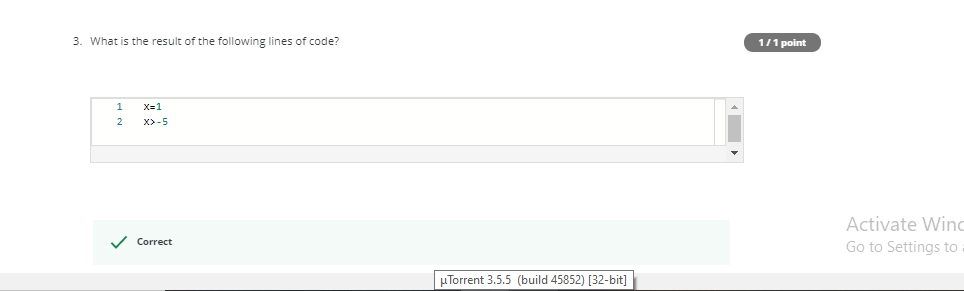 3. What is the result of the following lines of code?
1 / 1 point
1 x=1
2 x>-5
Correct
Activate Wind
Go to Settings to
µTorrent 3.5.5 (build 45852) [32-bit]